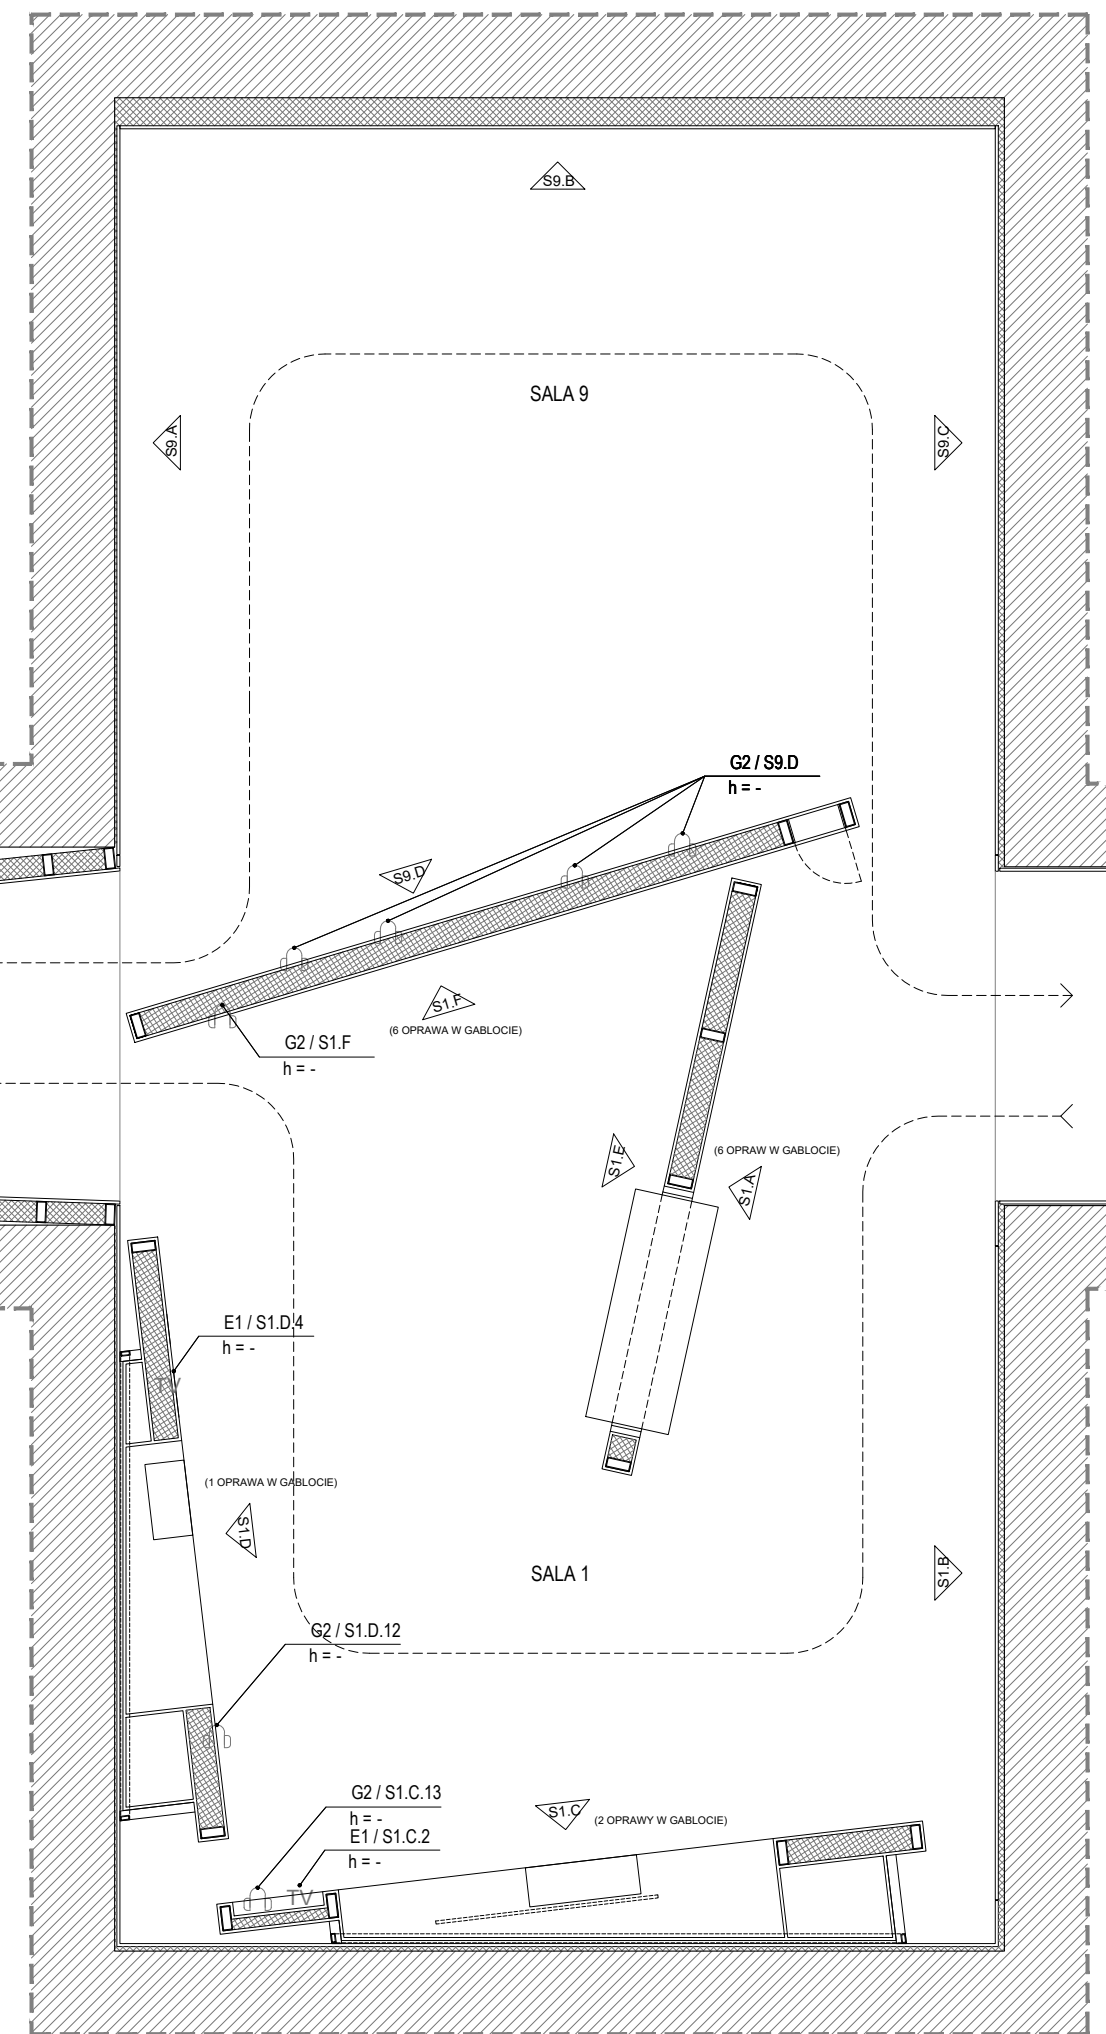 S9.B
SALA 9
S9.A
S9.C
G2 / S9.D
h = -
S9.D
S1.F
(6 OPRAWA W GABLOCIE)
G2 / S1.F
h = -
S1.E
(6 OPRAW W GABLOCIE)
S1.A
E1 / S1.D.4
h = -
TV
(1 OPRAWA W GABLOCIE)
S1.D
SALA 1
S1.B
G2 / S1.D.12
h = -
G2 / S1.C.13
h = -
S1.C
(2 OPRAWY W GABLOCIE)
E1 / S1.C.2
h = -
TV